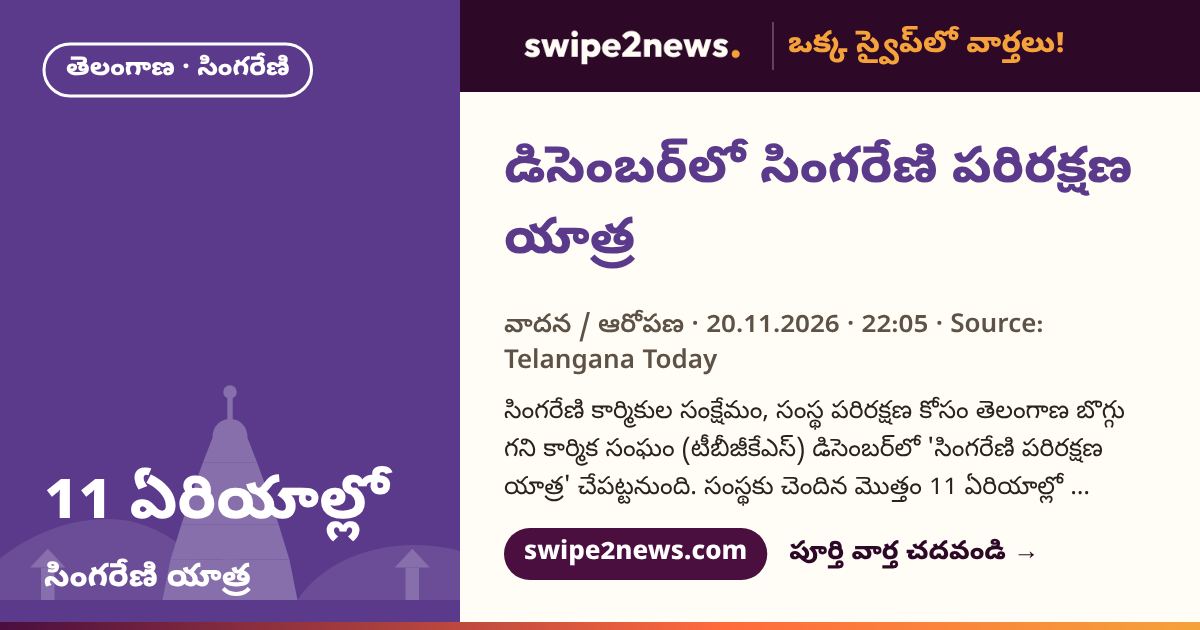 తెలంగాణ · సింగరేణి
11 ఏరియాల్లో
సింగరేణి యాత్ర
swipe2news.
ఒక్క స్వైప్‌లో వార్తలు!
డిసెంబర్‌లో సింగరేణి పరిరక్షణ
యాత్ర
వాదన / ఆరోపణ · 20.11.2026 · 22:05 · Source:
Telangana Today
సింగరేణి కార్మికుల సంక్షేమం, సంస్థ పరిరక్షణ కోసం తెలంగాణ బొగ్గు
గని కార్మిక సంఘం (టీబీజీకేఎస్) డిసెంబర్‌లో 'సింగరేణి పరిరక్షణ
యాత్ర' చేపట్టనుంది. సంస్థకు చెందిన మొత్తం 11 ఏరియాల్లో ...
swipe2news.com
పూర్తి వార్త చదవండి →